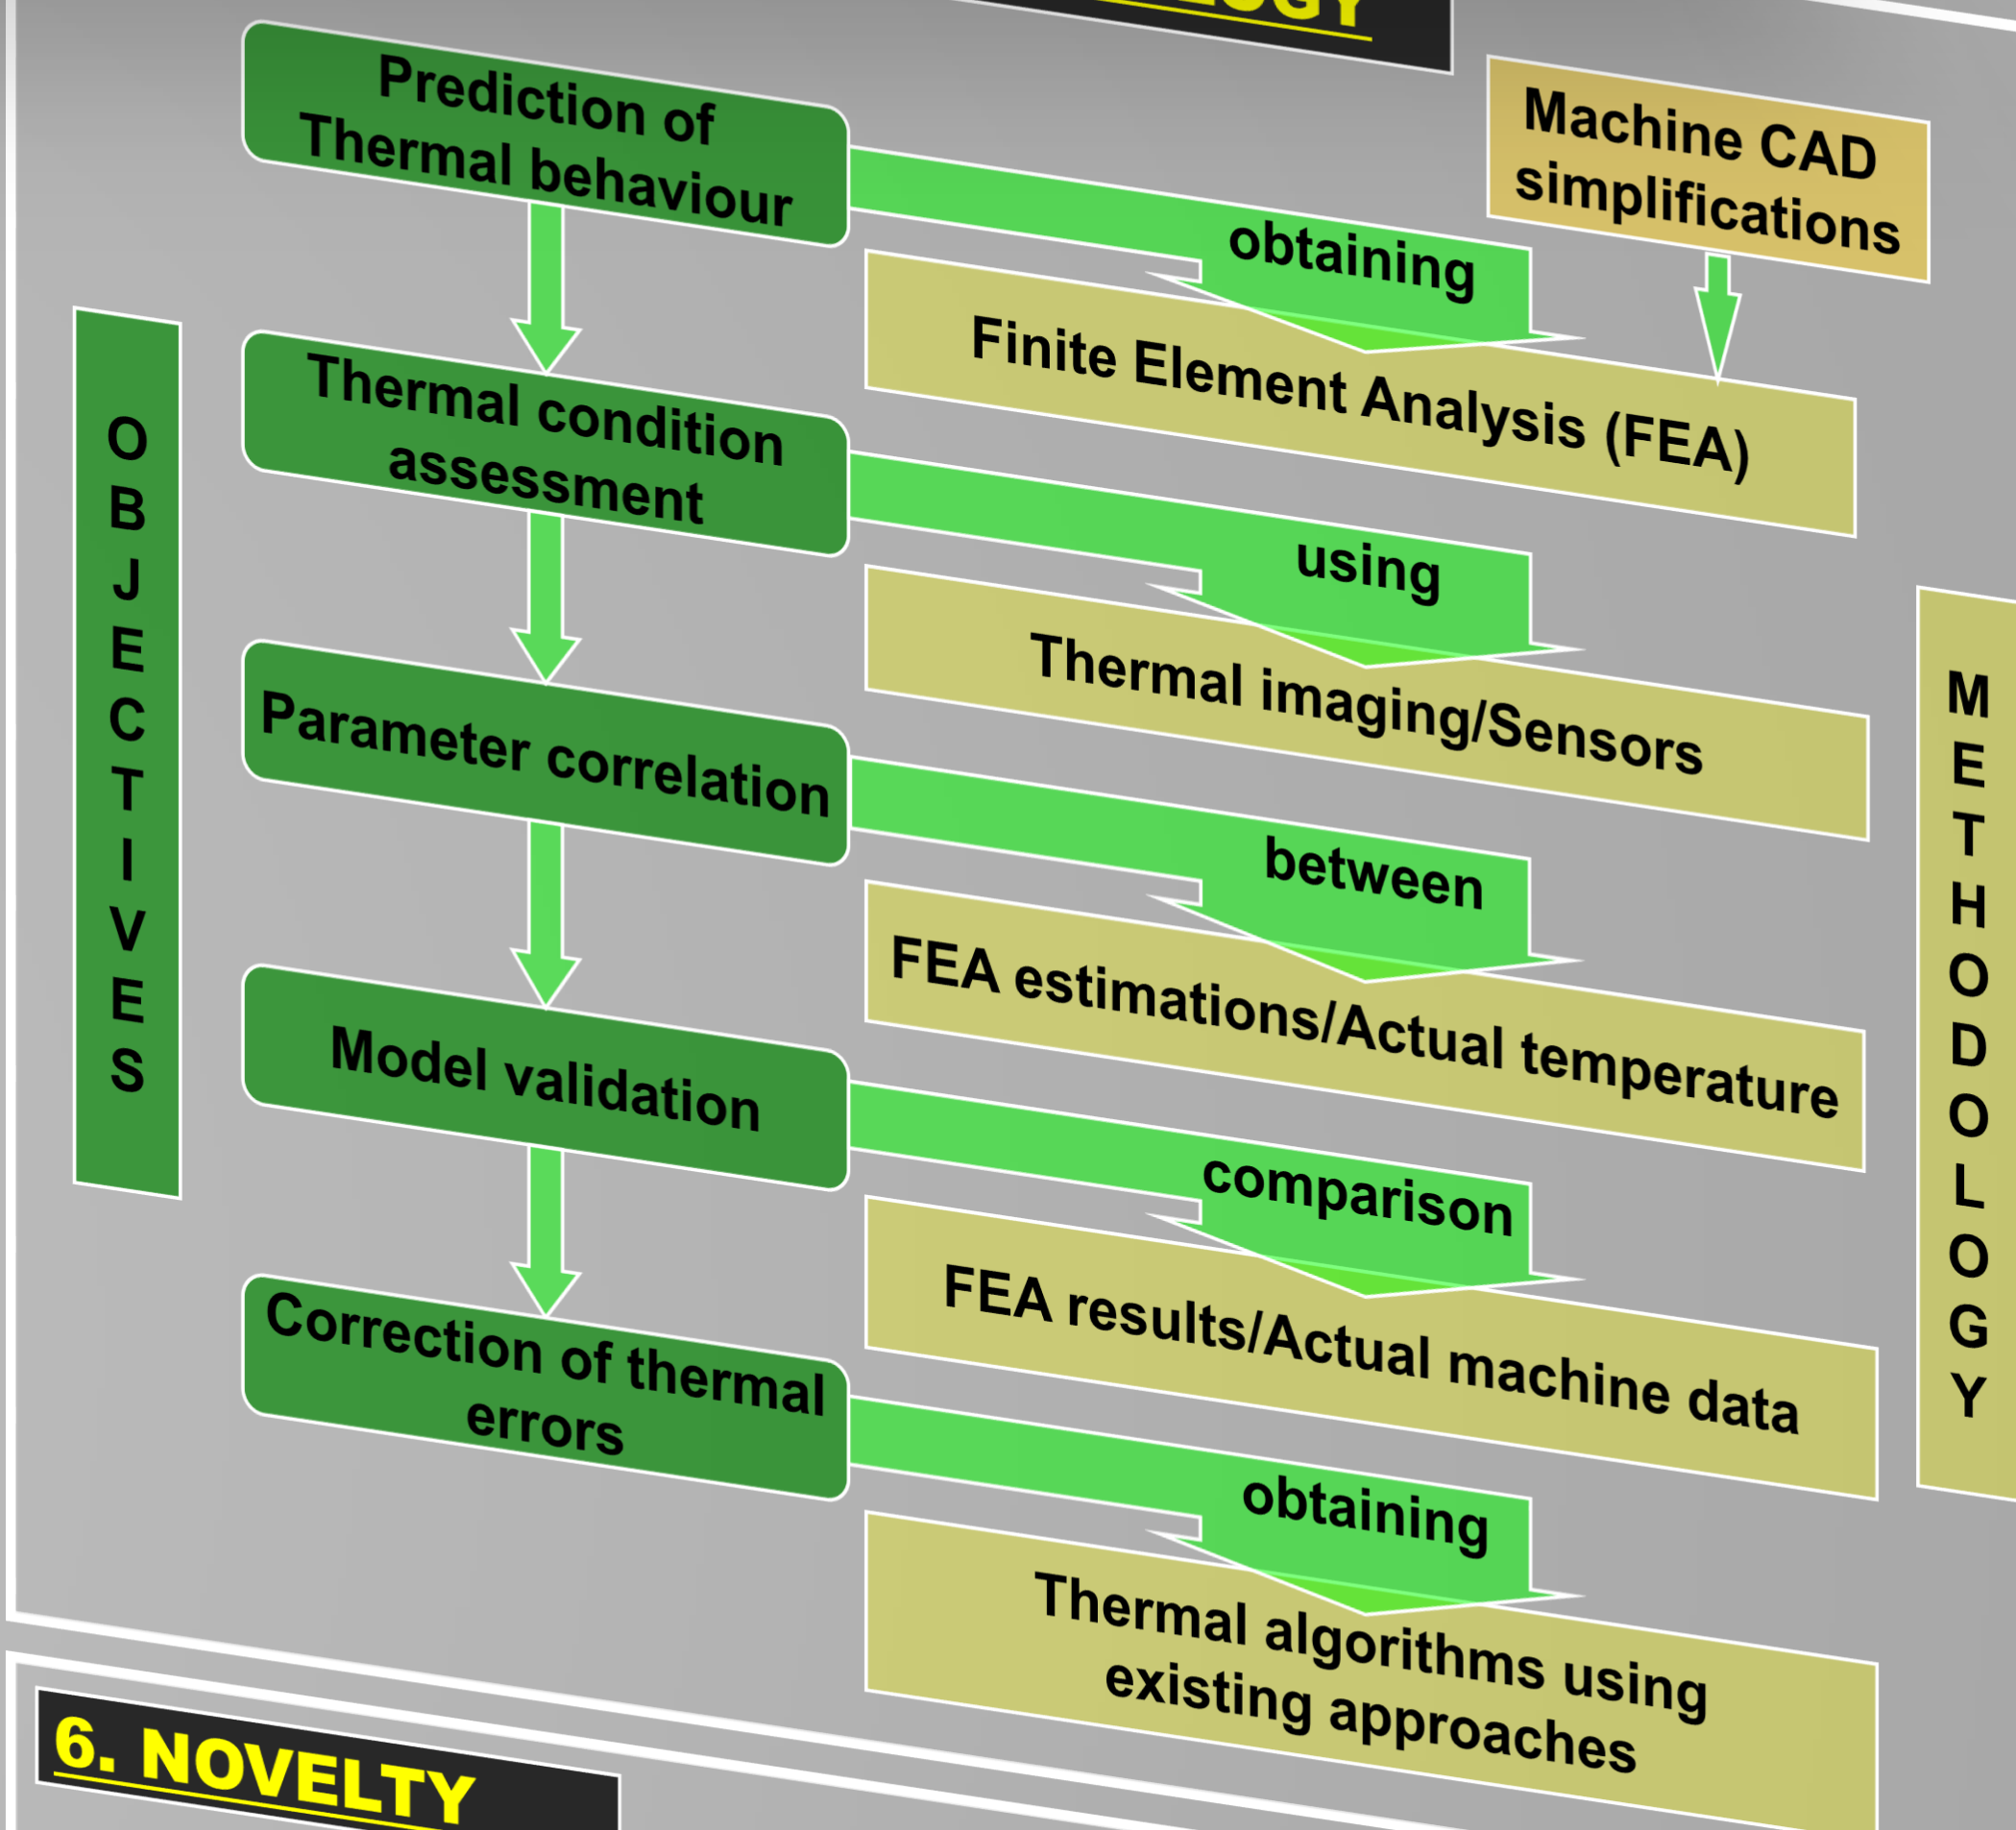 Prediction of
Thermal behaviour
Machine CAD
simplifications
obtaining
Finite Element Analysis (FEA)
OBJECTIVES
Thermal condition
assessment
using
Thermal imaging/Sensors
METHODOLOGY
Parameter correlation
between
FEA estimations/Actual temperature
Model validation
comparison
FEA results/Actual machine data
Correction of thermal
errors
obtaining
Thermal algorithms using
existing approaches
6. NOVELTY